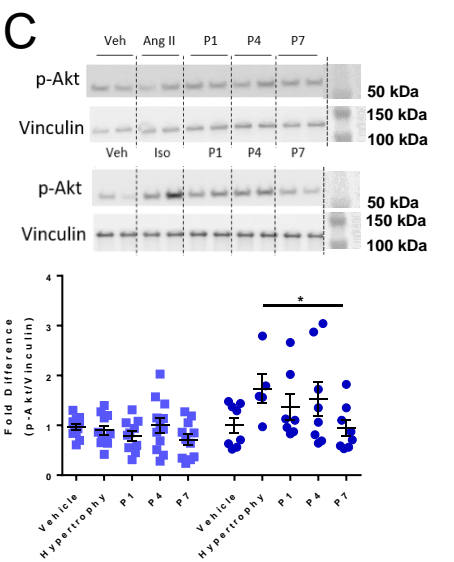 C
Veh Ang II P1 P4 P7
p-Akt
50 kDa
150 kDa
Vinculin
100 kDa
Veh Iso P1 P4 P7
p-Akt
50 kDa
150 kDa
Vinculin
100 kDa
Fold Difference
(p-Akt/Vinculin)
4
3
2
1
0
*
Vehicle
Hypertrophy
P1
P4
P7
Vehicle
Hypertrophy
P1
P4
P7